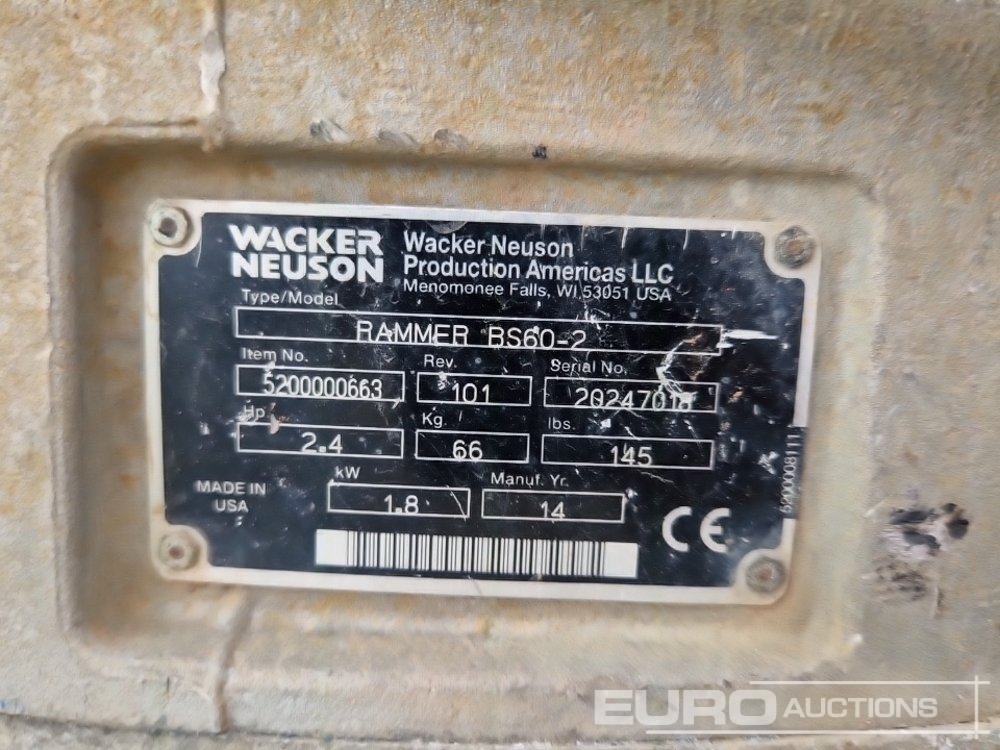 WACKER NEUSON
Wacker Neuson
Production Americas LLC
Menomonee Falls, WI 53051 USA
Type/Model
RAMMER BS60-2
Item No. Rev. Serial No.
5200000663 101
Hp Kg. lbs.
2.4 66 145
kW Manuf. Yr.
MADE IN USA
1.8 14
CE
5200008111
EURO AUCTIONS